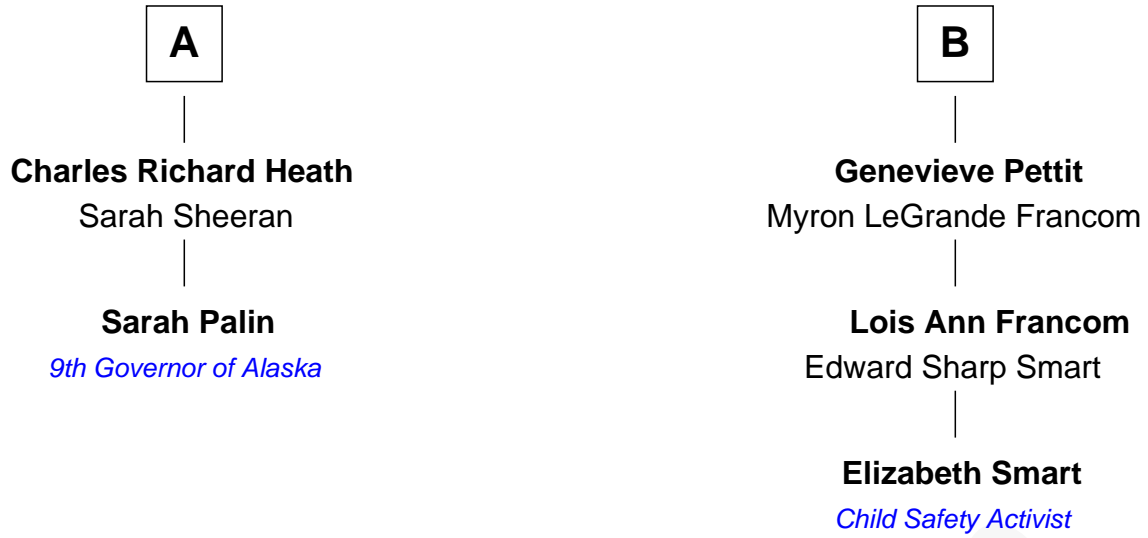 A
Charles Richard Heath
Sarah Sheeran
Sarah Palin
9th Governor of Alaska
B
Genevieve Pettit
Myron LeGrande Francom
Lois Ann Francom
Edward Sharp Smart
Elizabeth Smart
Child Safety Activist